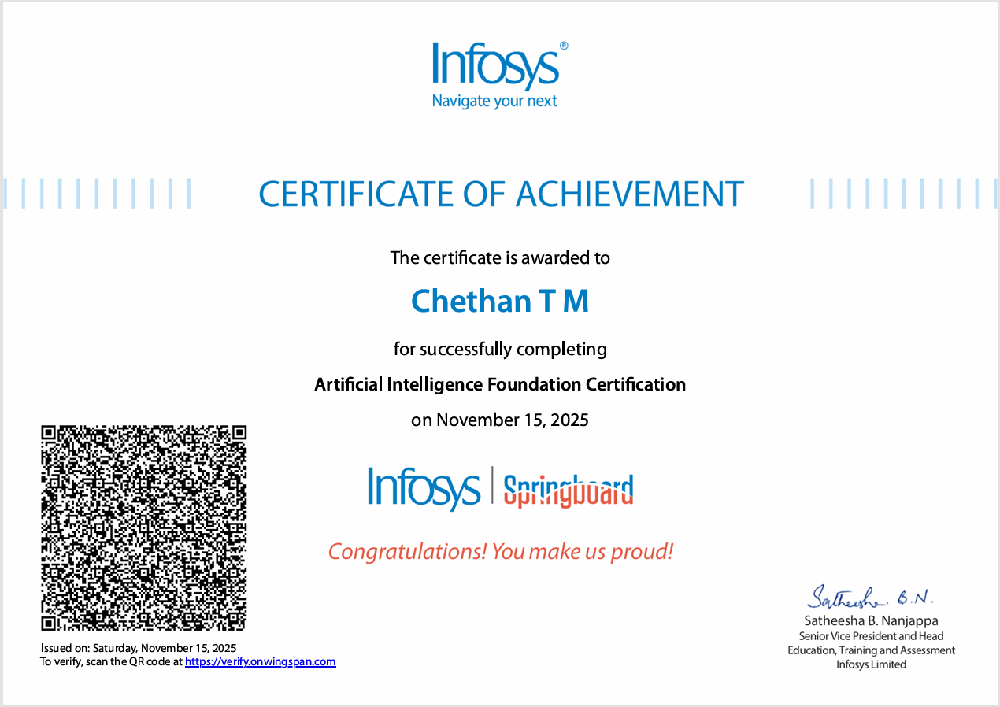 Infosys®
Navigate your next
CERTIFICATE OF ACHIEVEMENT
The certificate is awarded to
Chethan T M
for successfully completing
Artificial Intelligence Foundation Certification
on November 15, 2025
Infosys | Springboard
Congratulations! You make us proud!
Issued on: Saturday, November 15, 2025
To verify, scan the QR code at https://verify.onwingspan.com
Satheesha B.N.
Satheesha B. Nanjappa
Senior Vice President and Head
Education, Training and Assessment
Infosys Limited